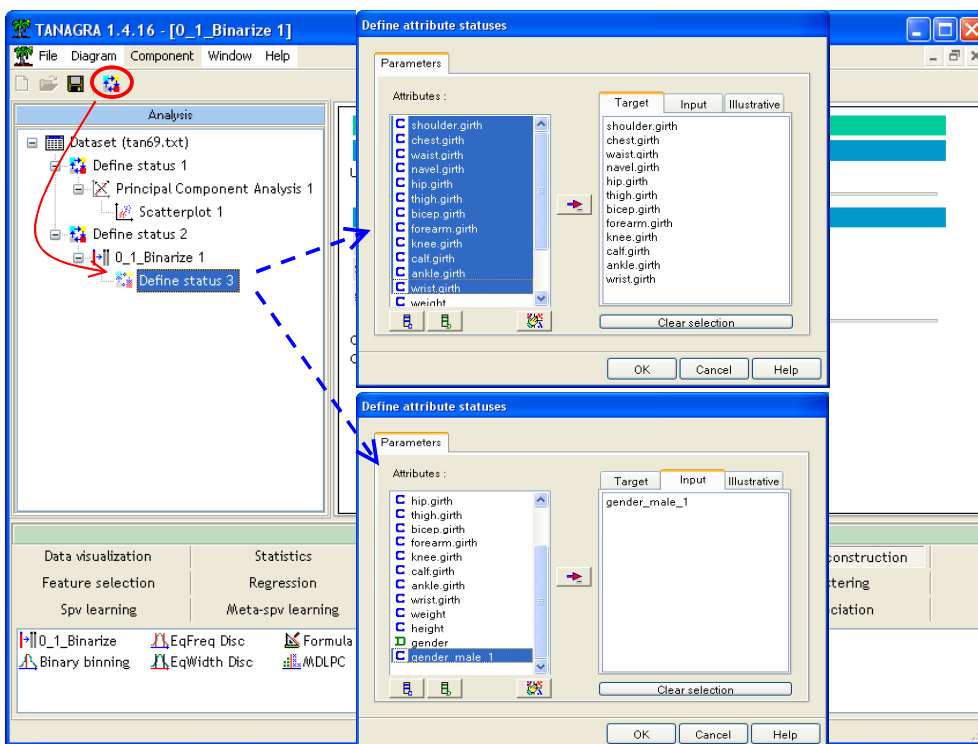 TANAGRA 1.4.16 - [0_1_Binarize 1]
File Diagram Component Window Help
Analysis
Dataset (tan69.txt)
Define status 1
Principal Component Analysis 1
Scatterplot 1
Define status 2
0_1_Binarize 1
Define status 3
Define attribute statuses
Parameters
Attributes :
shoulder.girth
chest.girth
waist.girth
navel.girth
hip.girth
thigh.girth
bicep.girth
forearm.girth
knee.girth
calf.girth
ankle.girth
wrist.girth
weight
Target Input Illustrative
shoulder.girth
chest.girth
waist.girth
navel.girth
hip.girth
thigh.girth
bicep.girth
forearm.girth
knee.girth
calf.girth
ankle.girth
wrist.girth
Clear selection
OK Cancel Help
Define attribute statuses
Parameters
Attributes :
hip.girth
thigh.girth
bicep.girth
forearm.girth
knee.girth
calf.girth
ankle.girth
wrist.girth
weight
height
gender
gender_male_1
Target Input Illustrative
gender_male_1
Clear selection
OK Cancel Help
Data visualization Statistics construction
Feature selection Regression tering
Spv learning Meta-spv learning ciation
0_1_Binarize EqFreq Disc Formula
Binary binning EqWidth Disc MDLPC